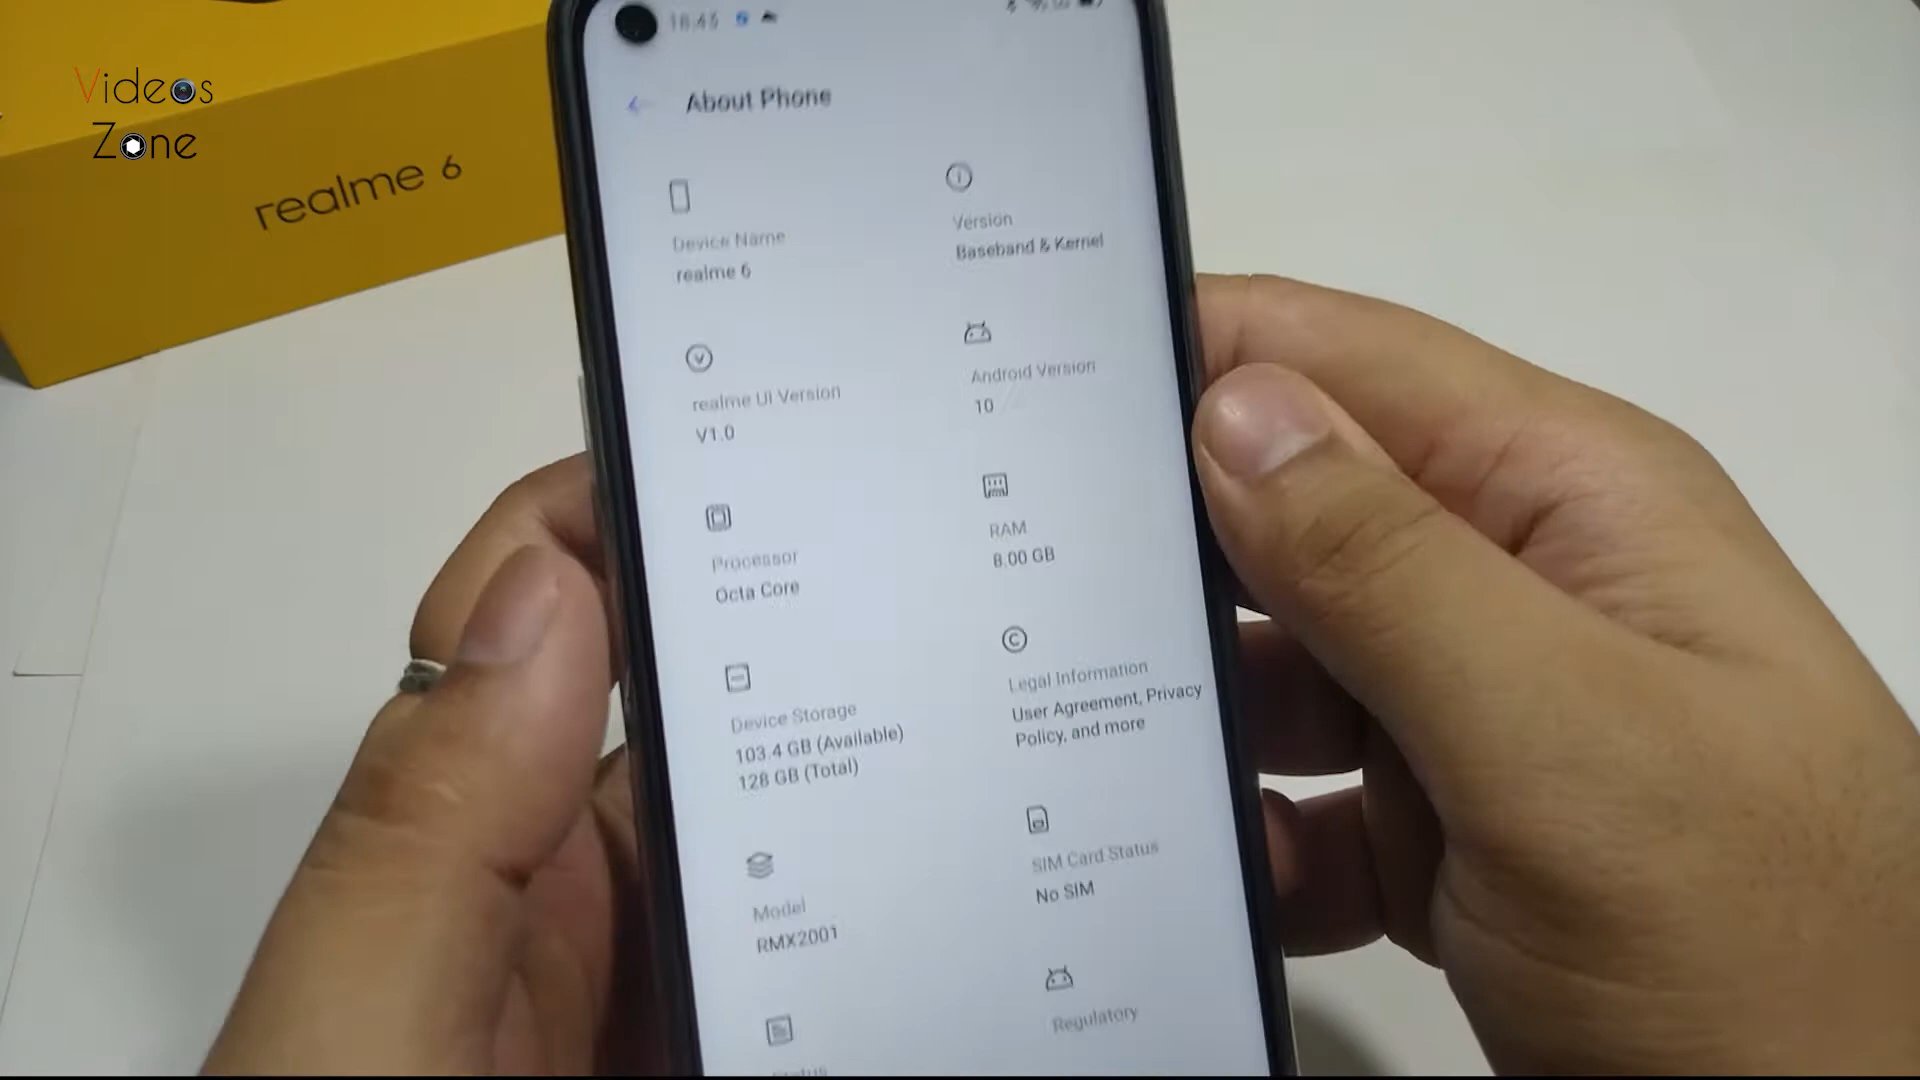 Videos
Zone
realme 6
About Phone
Device Name
realme 6
Version
Baseband & Kernel
realme UI Version
V1.0
Android Version
10
Processor
Octa Core
RAM
8.00 GB
Device Storage
103.4 GB (Available)
128 GB (Total)
Legal Information
User Agreement, Privacy
Policy, and more
Model
RMX2001
SIM Card Status
No SIM
Regulatory